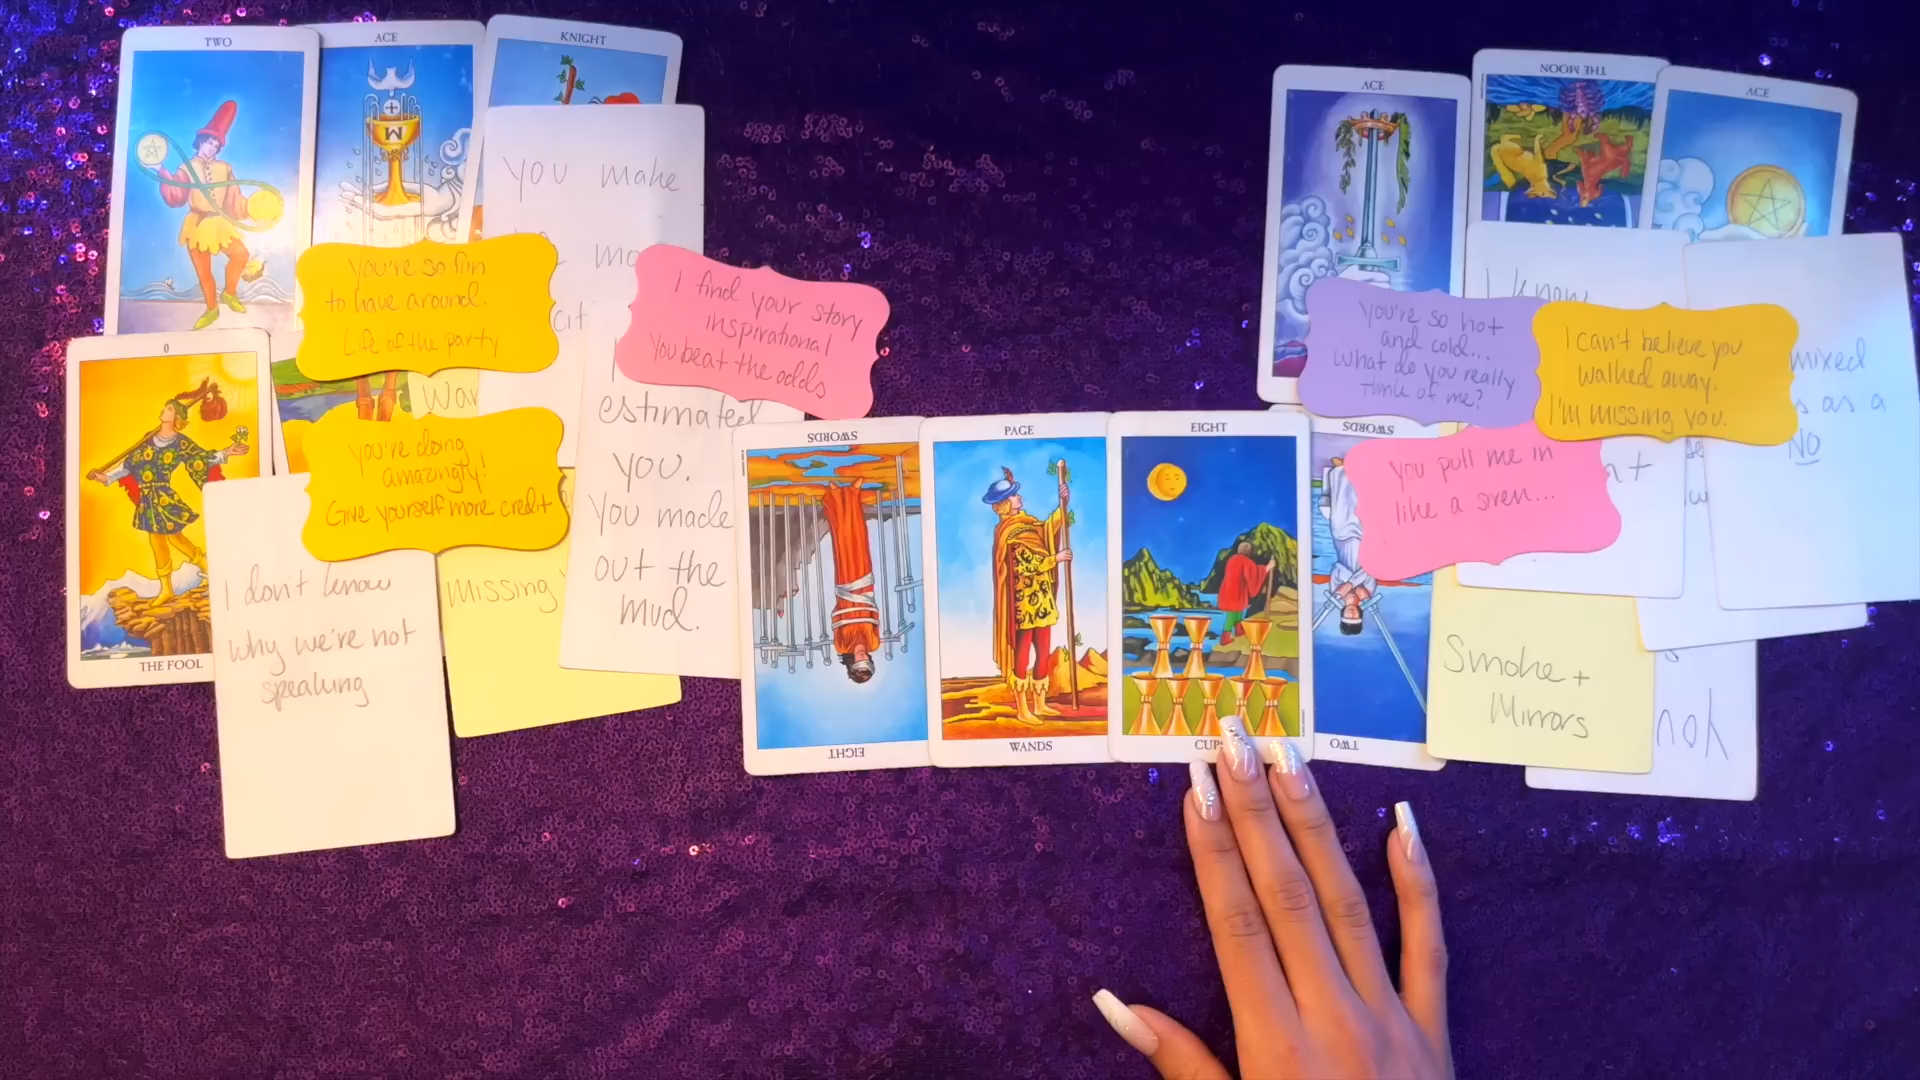 TWO
ACE
KNIGHT
you make
You're so fun
to have around.
Life of the party
I find your story
inspirational
You beat the odds
0
THE FOOL
You're doing
amazingly!
Give yourself more credit
I don't know
why we're not
speaking
Missing
estimated
you.
You made
out the
mud.
SWORDS
EIGHT
PAGE
WANDS
EIGHT
ACE
THE MOON
ACE
I know
You're so hot
and cold...
what do you really
think of me?
I can't believe you
walked away.
I'm missing you.
mixed
as a
NO
SWORDS
TWO
You pull me in
like a siren...
Smoke +
Mirrors